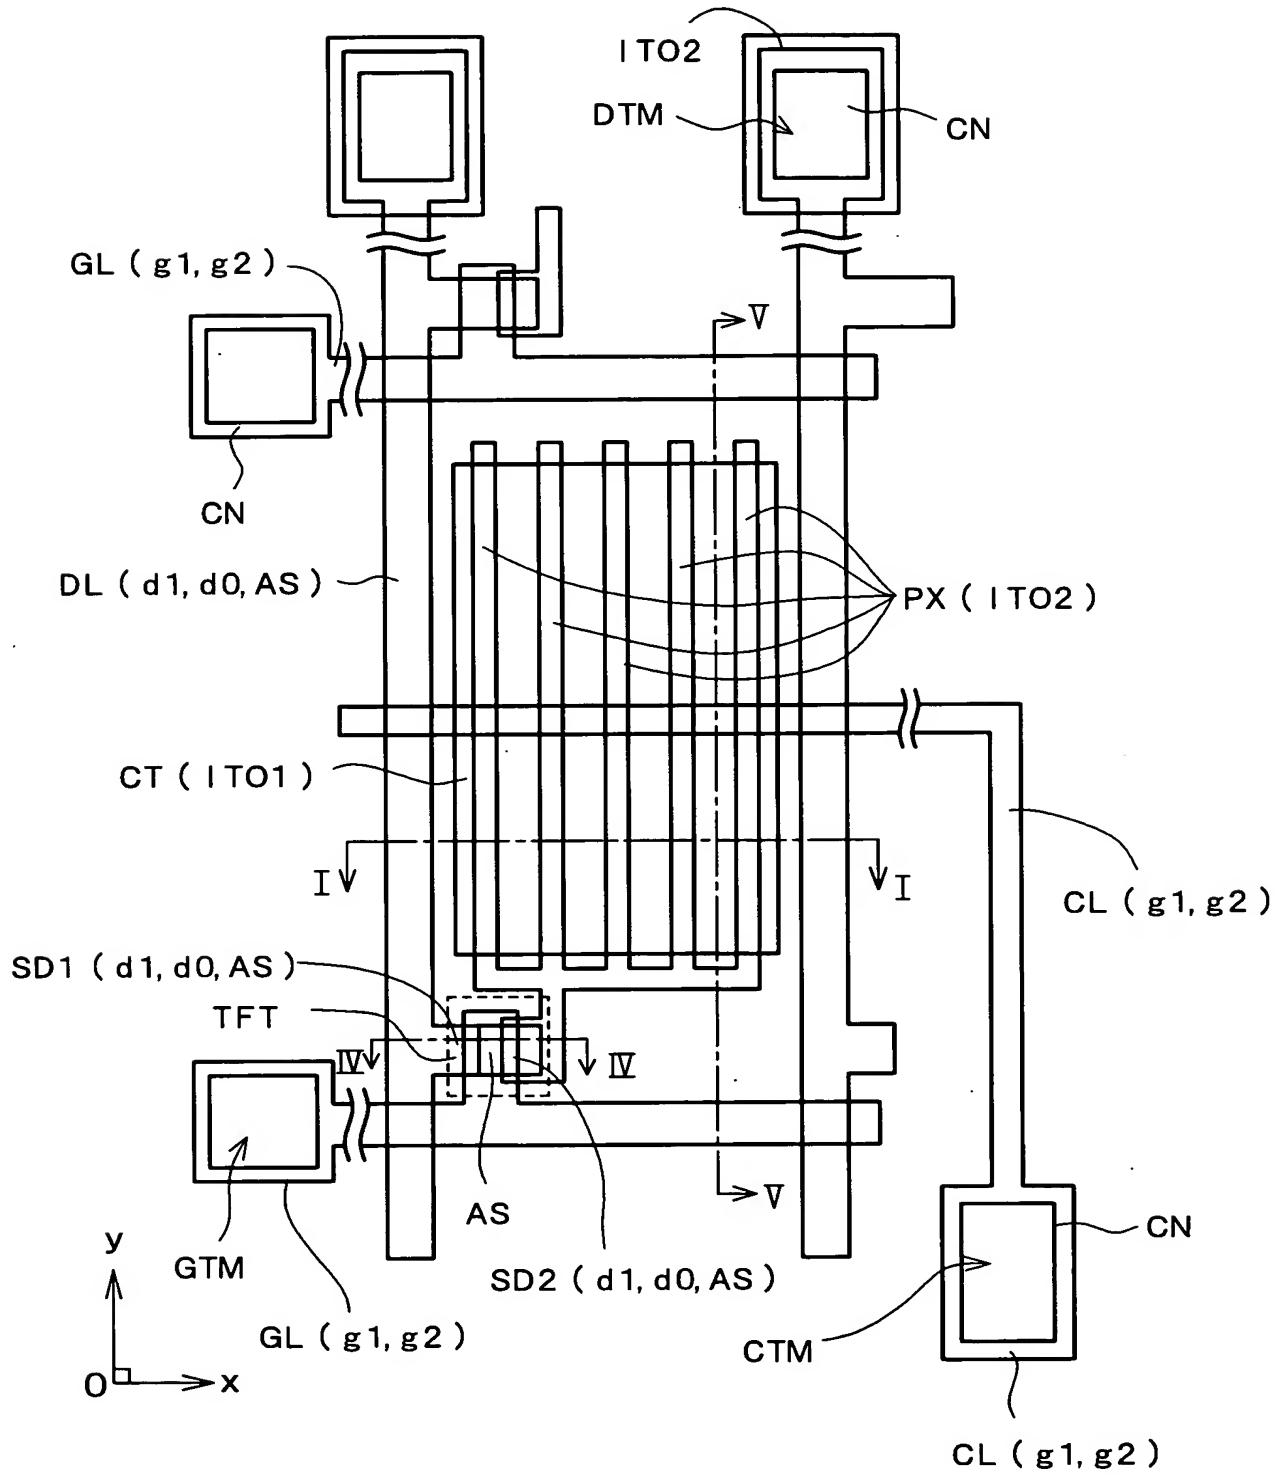 ITO2
DTM
CN
GL (g1, g2)
V
CN
DL (d1, d0, AS)
PX (ITO2)
CT (ITO1)
I
I
CL (g1, g2)
SD1 (d1, d0, AS)
TFT
IV
IV
AS
V
CN
GTM
SD2 (d1, d0, AS)
y
GL (g1, g2)
CTM
O
x
CL (g1, g2)